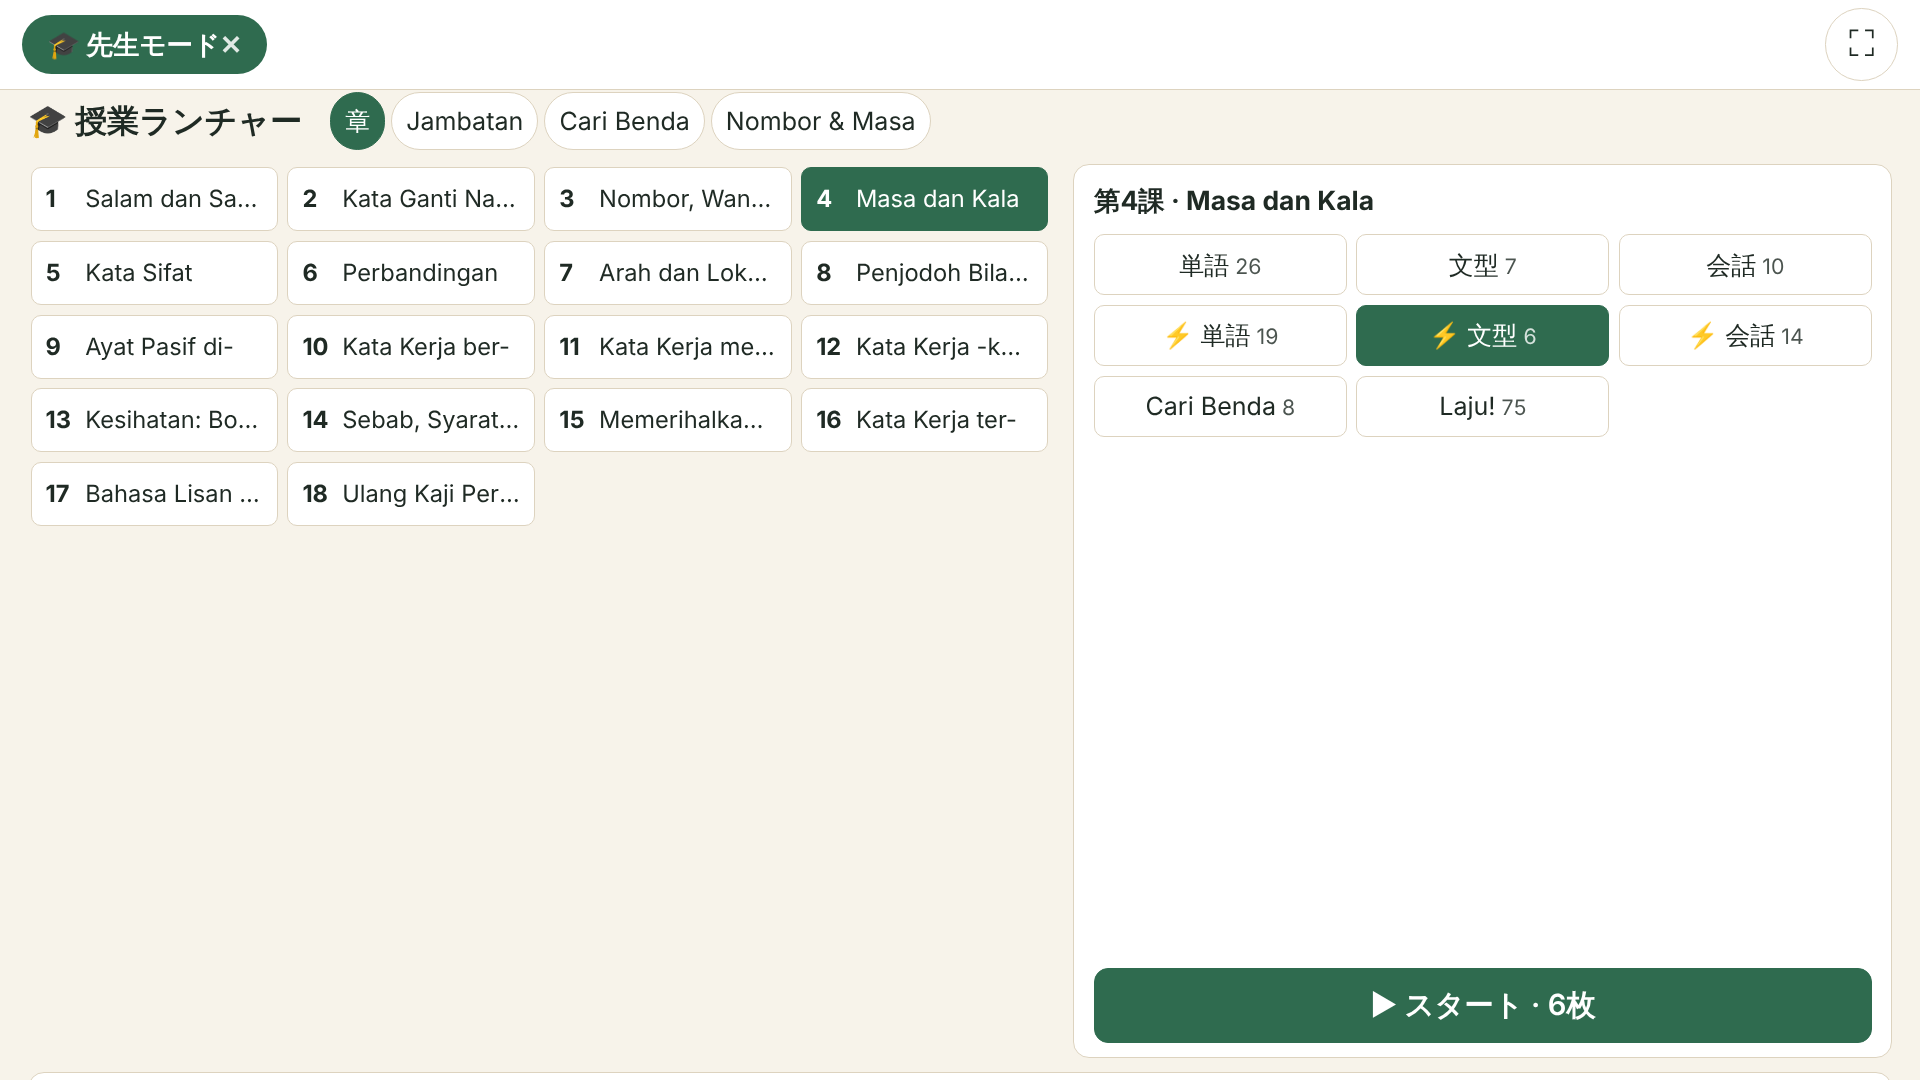 🎓 先生モード✕
🎓 授業ランチャー
章
Jambatan
Cari Benda
Nombor & Masa
1 Salam dan Sa...
2 Kata Ganti Na...
3 Nombor, Wan...
4 Masa dan Kala
5 Kata Sifat
6 Perbandingan
7 Arah dan Lok...
8 Penjodoh Bila...
9 Ayat Pasif di-
10 Kata Kerja ber-
11 Kata Kerja me...
12 Kata Kerja -k...
13 Kesihatan: Bo...
14 Sebab, Syarat...
15 Memerihalka...
16 Kata Kerja ter-
17 Bahasa Lisan ...
18 Ulang Kaji Per...
第4課 · Masa dan Kala
単語 26
文型 7
会話 10
⚡ 単語 19
⚡ 文型 6
⚡ 会話 14
Cari Benda 8
Laju! 75
▶ スタート · 6枚